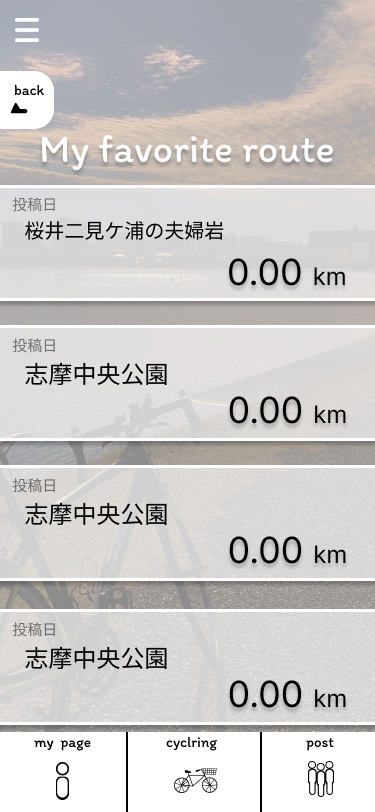 back
My favorite route
投稿日
桜井二見ケ浦の夫婦岩
0.00 km
投稿日
志摩中央公園
0.00 km
投稿日
志摩中央公園
0.00 km
投稿日
志摩中央公園
0.00 km
my page
cyclring
post